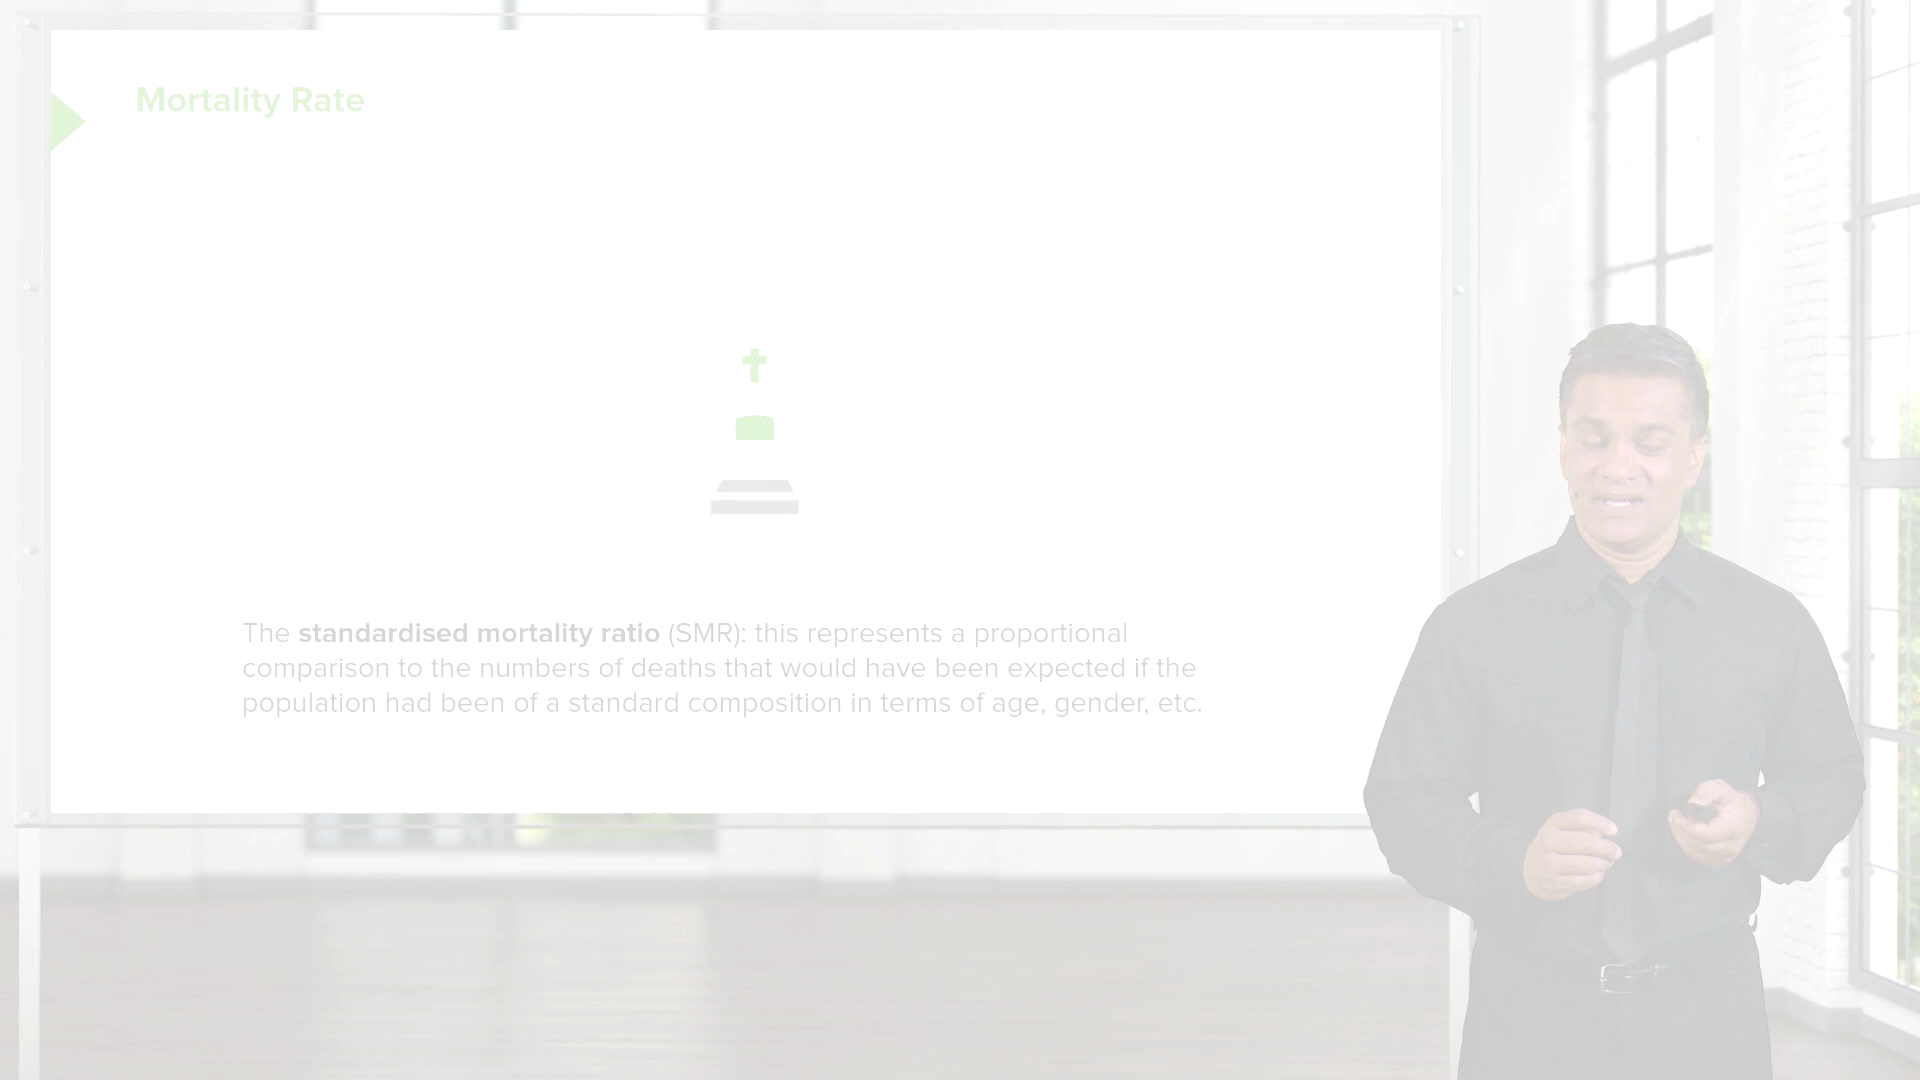 Mortality Rate
The standardised mortality ratio (SMR): this represents a proportional
comparison to the numbers of deaths that would have been expected if the
population had been of a standard composition in terms of age, gender, etc.